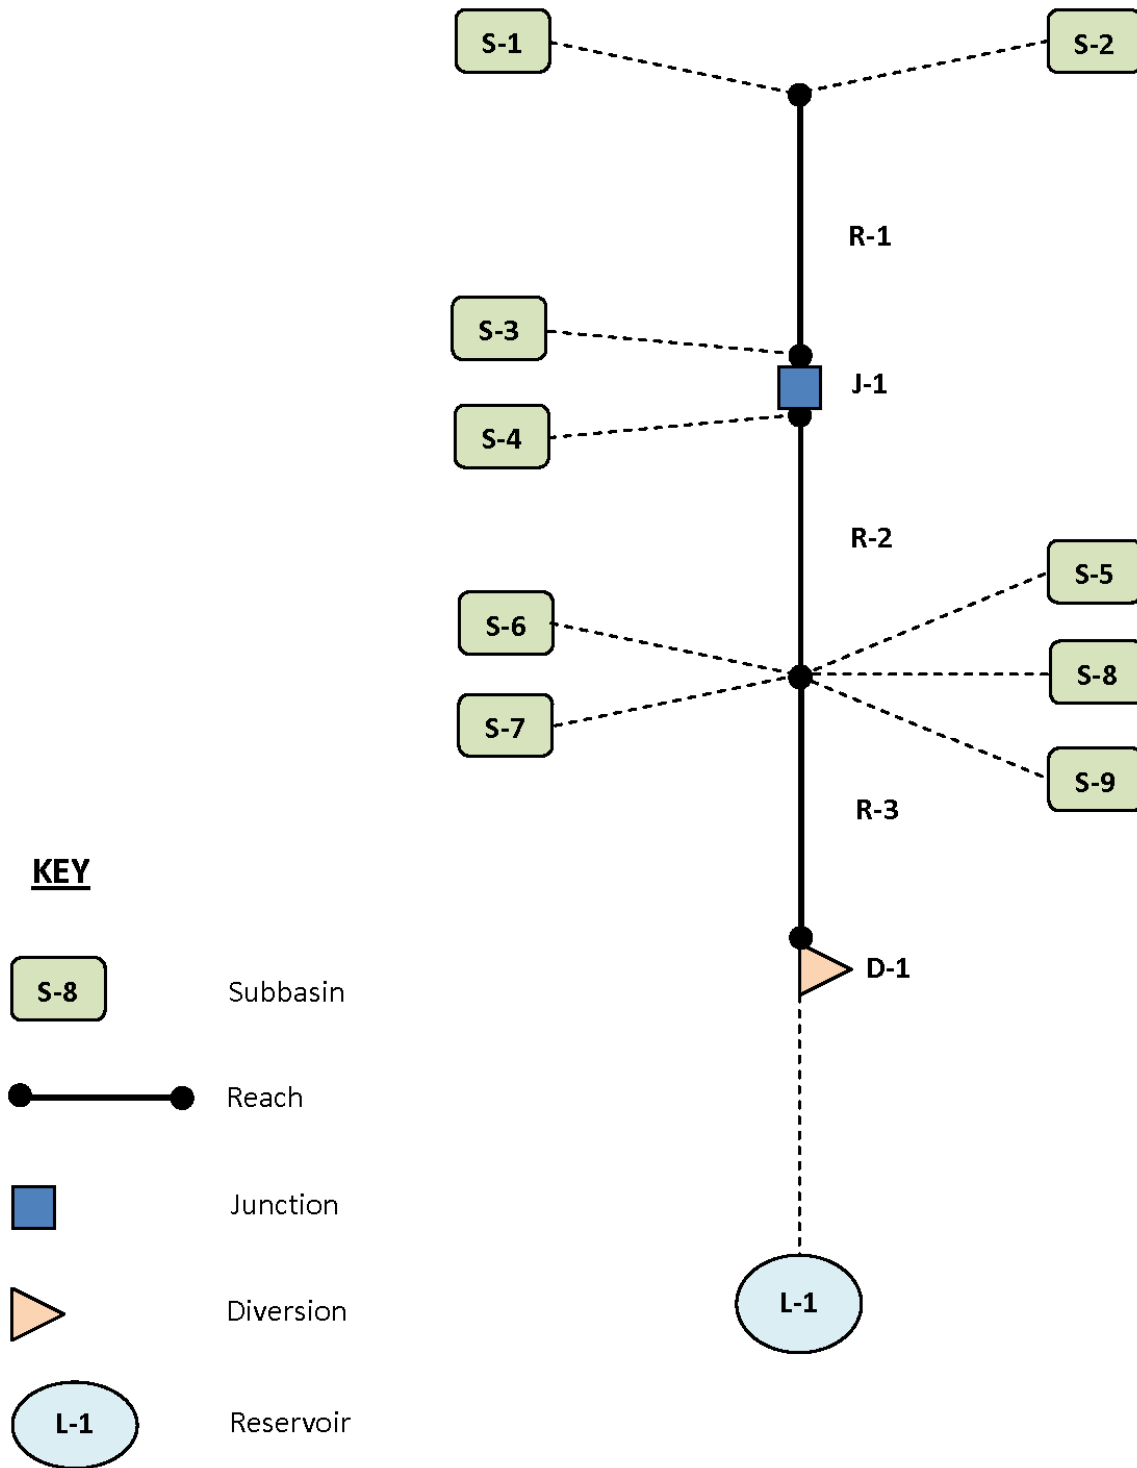 S-1
S-2
R-1
S-3
J-1
S-4
R-2
S-5
S-6
S-8
S-7
S-9
R-3
KEY
S-8 Subbasin
D-1
Reach
Junction
L-1
Diversion
L-1 Reservoir